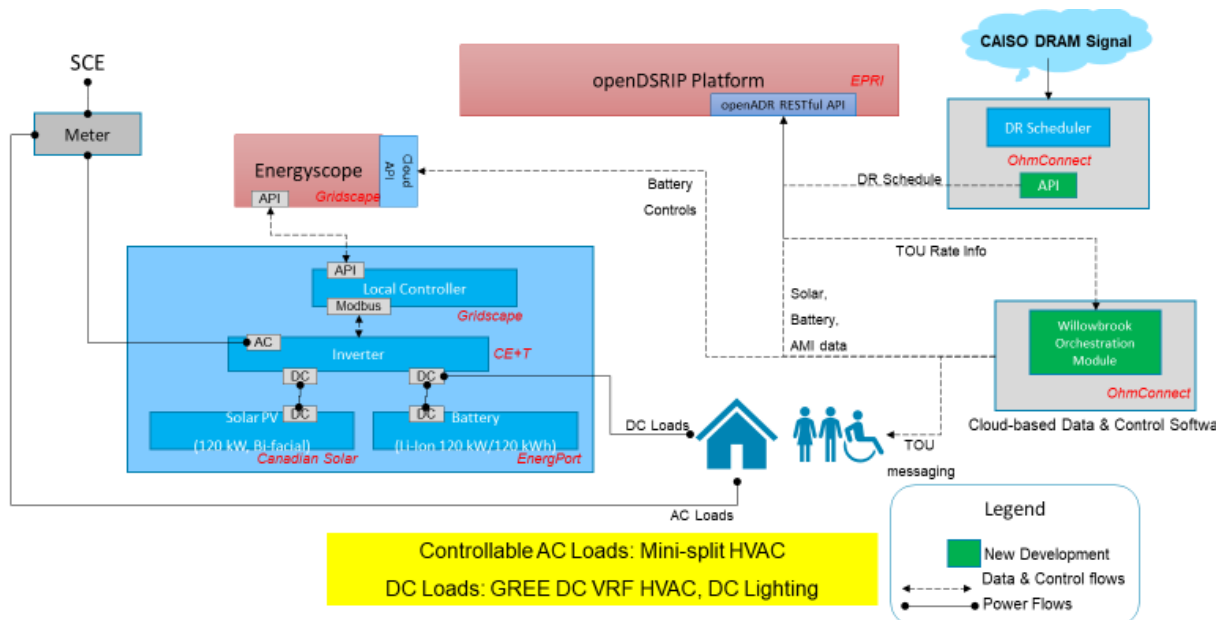 CAISO DRAM Signal
SCE
openDSRIP Platform
EPRI
openADR RESTful API
DR Scheduler
OhmConnect
API
Meter
Energyscope
Cloud
API
API
Gridscape
Battery
Controls
DR Schedule
TOU Rate Info
API
Local Controller
Modbus
Gridscape
Solar,
Battery,
AMI data
Willowbrook
Orchestration
Module
OhmConnect
Cloud-based Data & Control Softwa
AC
Inverter
CE+T
DC
DC
DC
DC
Solar PV
(120 kW, Bi-facial)
Canadian Solar
Battery
(Li-Ion 120 kW/120 kWh)
EnergPort
DC Loads
TOU
messaging
AC Loads
Controllable AC Loads: Mini-split HVAC
DC Loads: GREE DC VRF HVAC, DC Lighting
Legend
New Development
Data & Control flows
Power Flows